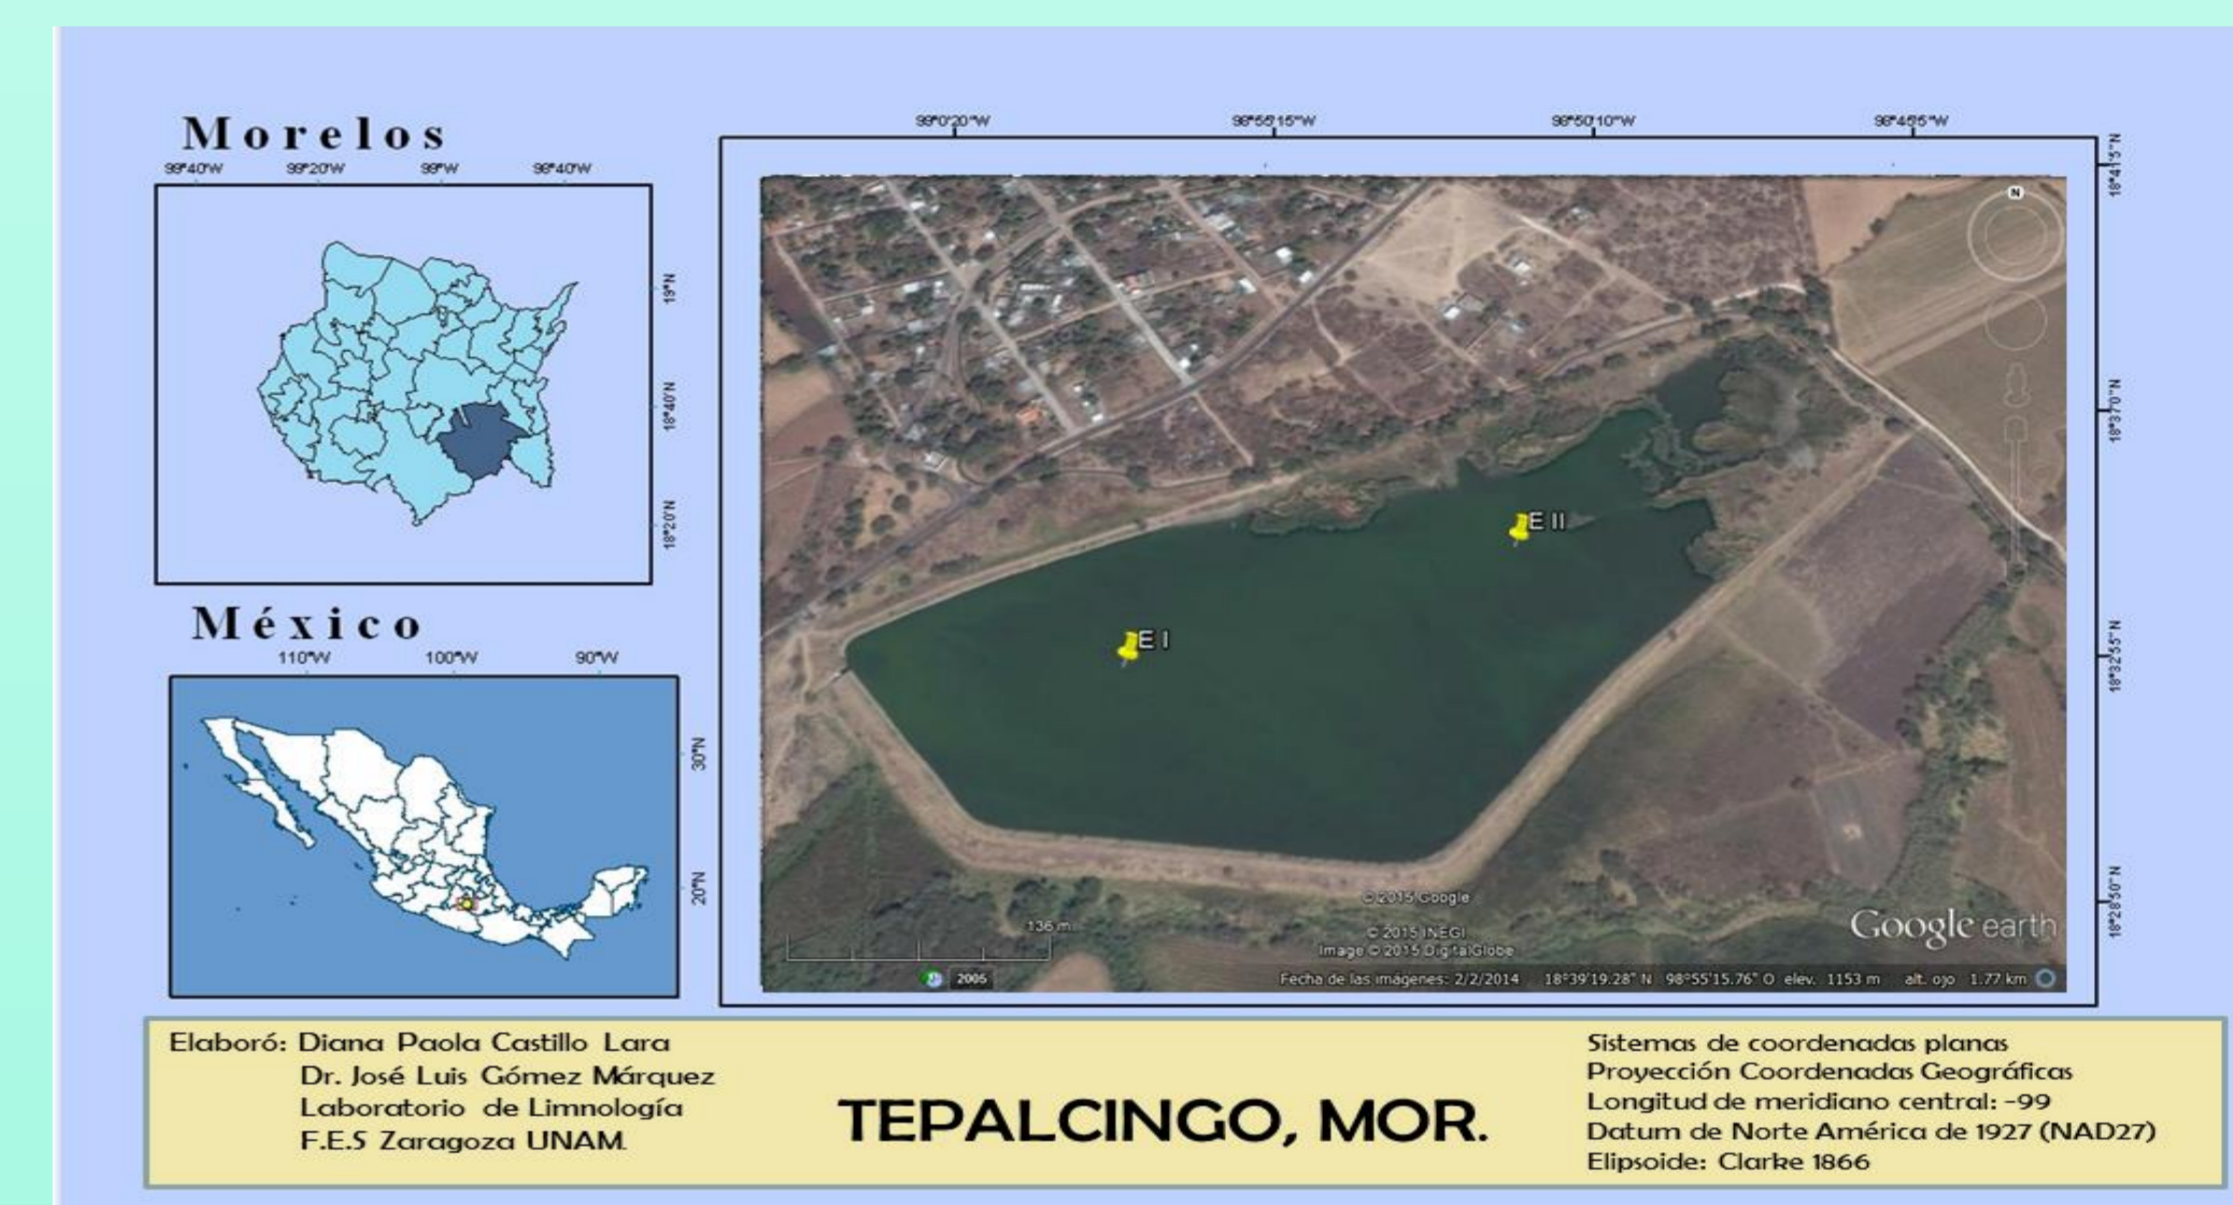 Morelos
99°40'W 99°20'W 99°W 98°40'W
19°N
18°40'N
18°20'N
México
110°W 100°W 90°W
30°N
20°N
99°0'20"W 98°55'15"W 98°50'10"W 98°45'5"W
18°41'5"N
18°37'0"N
18°32'55"N
18°28'50"N
N
E II
E I
136 m
© 2015 Google
© 2015 INEGI
Image © 2015 DigitalGlobe
Google earth
2005
Fecha de las imágenes: 2/2/2014 18°39'19.28" N 98°55'15.76" O elev. 1153 m alt. ojo 1.77 km
Elaboró: Diana Paola Castillo Lara
Dr. José Luis Gómez Márquez
Laboratorio de Limnología
F.E.S Zaragoza UNAM.
TEPALCINGO, MOR.
Sistemas de coordenadas planas
Proyección Coordenadas Geográficas
Longitud de meridiano central: -99
Datum de Norte América de 1927 (NAD27)
Elipsoide: Clarke 1866